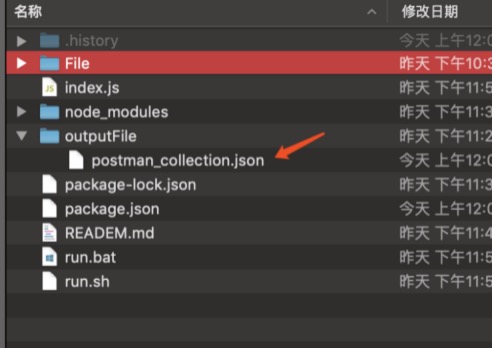 名称 修改日期
.history 今天 上午12:0
File 昨天 下午10:3
index.js 昨天 下午11:5
node_modules 昨天 下午11:5
outputFile 昨天 下午11:2
postman_collection.json 今天 上午12:0
package-lock.json 昨天 下午11:3
package.json 今天 上午12:0
READEM.md 昨天 下午11:4
run.bat 昨天 下午11:5
run.sh 昨天 下午11:5